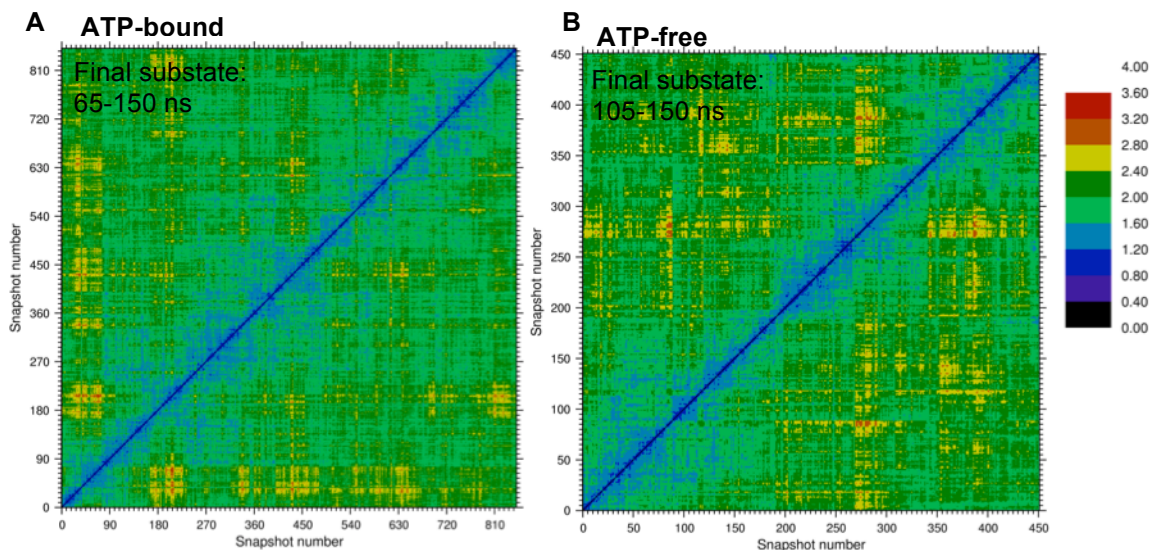 A ATP-bound
Final substate:
65-150 ns
810
720
630
540
450
360
270
180
90
0
0 90 180 270 360 450 540 630 720 810
Snapshot number
Snapshot number
B ATP-free
Final substate:
105-150 ns
450
400
350
300
250
200
150
100
50
0
0 50 100 150 200 250 300 350 400 450
Snapshot number
Snapshot number
4.00
3.60
3.20
2.80
2.40
2.00
1.60
1.20
0.80
0.40
0.00